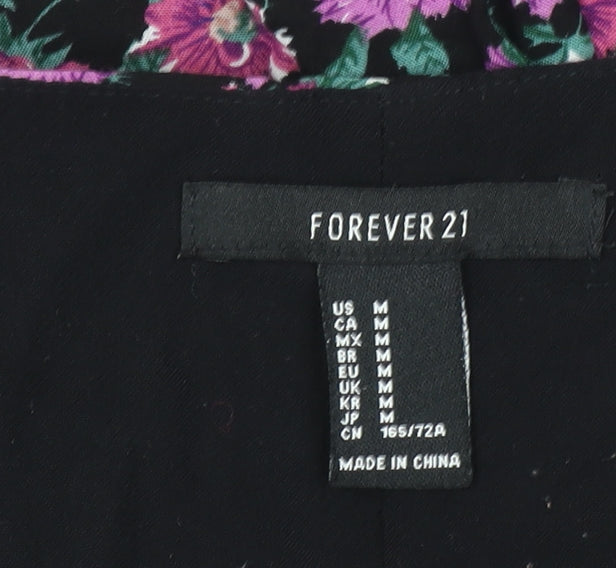 FOREVER 21
US M
CA M
MX M
BR M
EU M
UK M
KR M
JP M
CN 165/72A
MADE IN CHINA